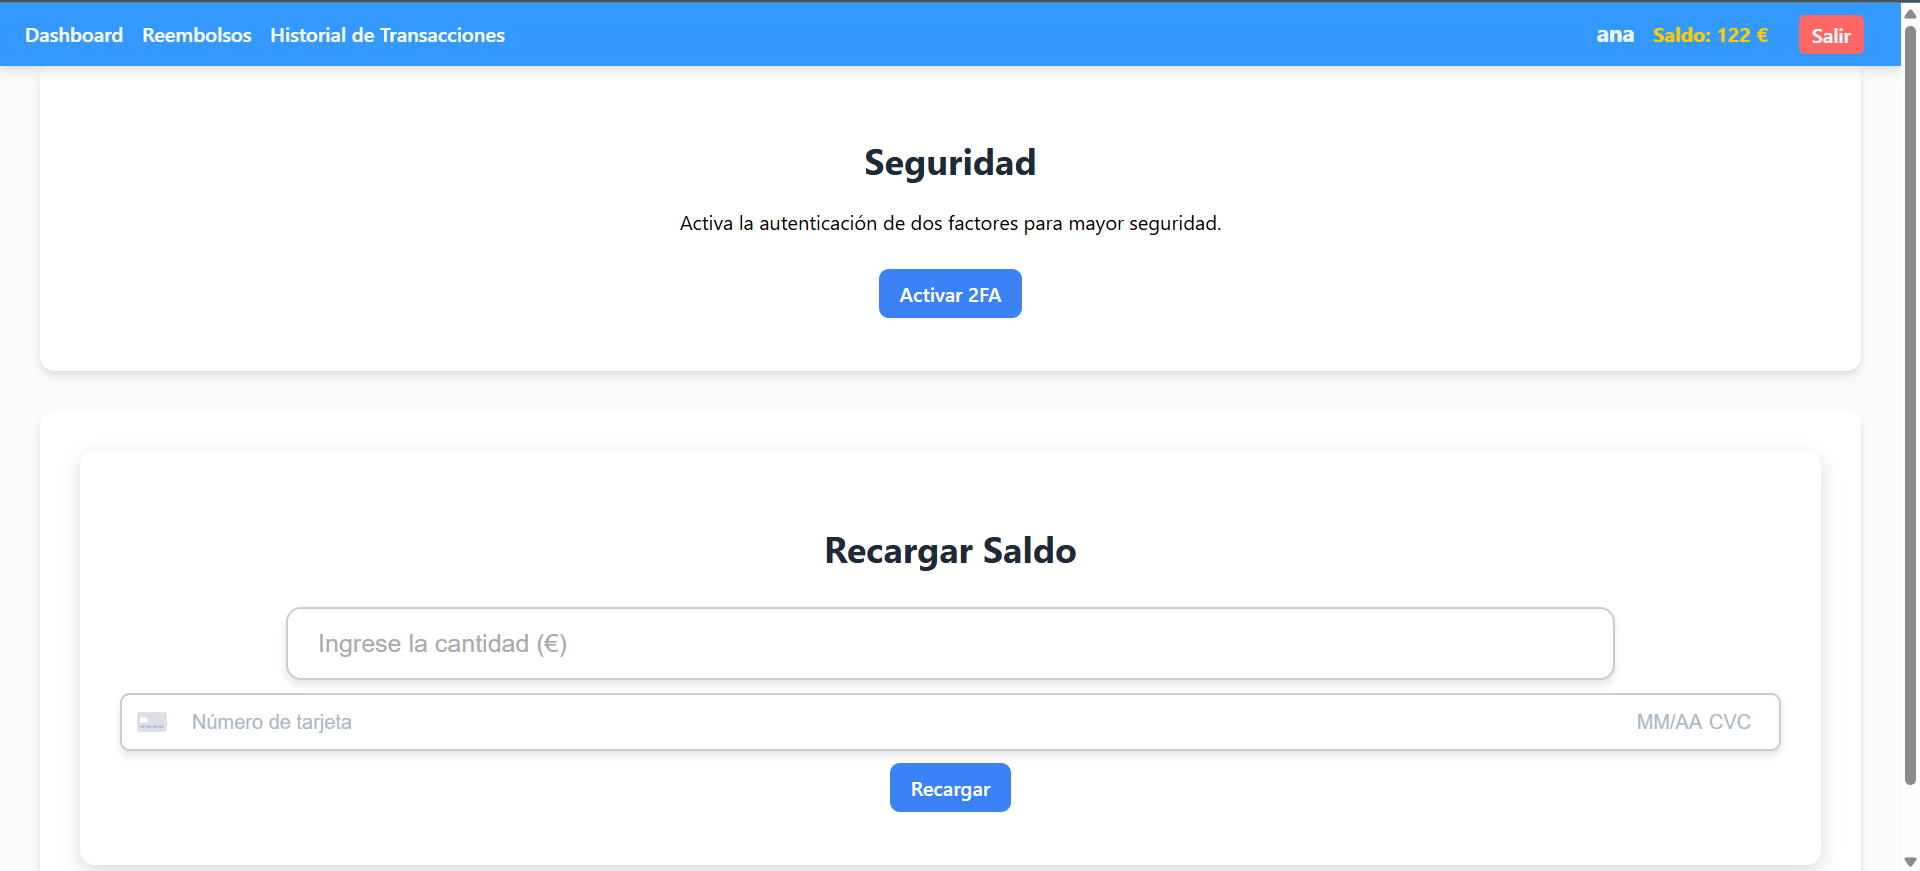 Dashboard Reembolsos Historial de Transacciones ana Saldo: 122 € Salir
Seguridad
Activa la autenticación de dos factores para mayor seguridad.
Activar 2FA
Recargar Saldo
Ingrese la cantidad (€)
Número de tarjeta MM/AA CVC
Recargar